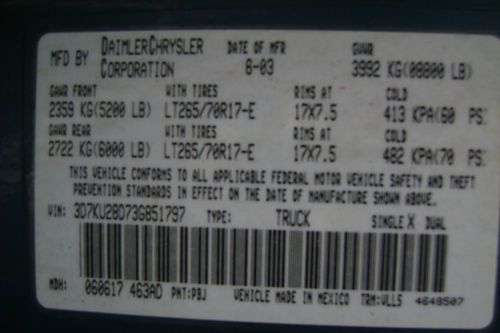 MFD BY DAIMLERCHRYSLER CORPORATION DATE OF MFR 8-03 GVWR 3992 KG(08800 LB)
GAWR FRONT WITH TIRES RIMS AT COLD
2359 KG(5200 LB) LT265/70R17-E 17X7.5 413 KPA(60 PSI
GAWR REAR WITH TIRES RIMS AT COLD
2722 KG(6000 LB) LT265/70R17-E 17X7.5 482 KPA(70 PSI
THIS VEHICLE CONFORMS TO ALL APPLICABLE FEDERAL MOTOR VEHICLE SAFETY AND THEFT
PREVENTION STANDARDS IN EFFECT ON THE DATE OF MANUFACTURE SHOWN ABOVE.
VIN: 3D7KU28D73G851797 TYPE: TRUCK SINGLE X DUAL
MDH: 060617 463AD PNT:PBJ VEHICLE MADE IN MEXICO TRM:VLLS 4648507